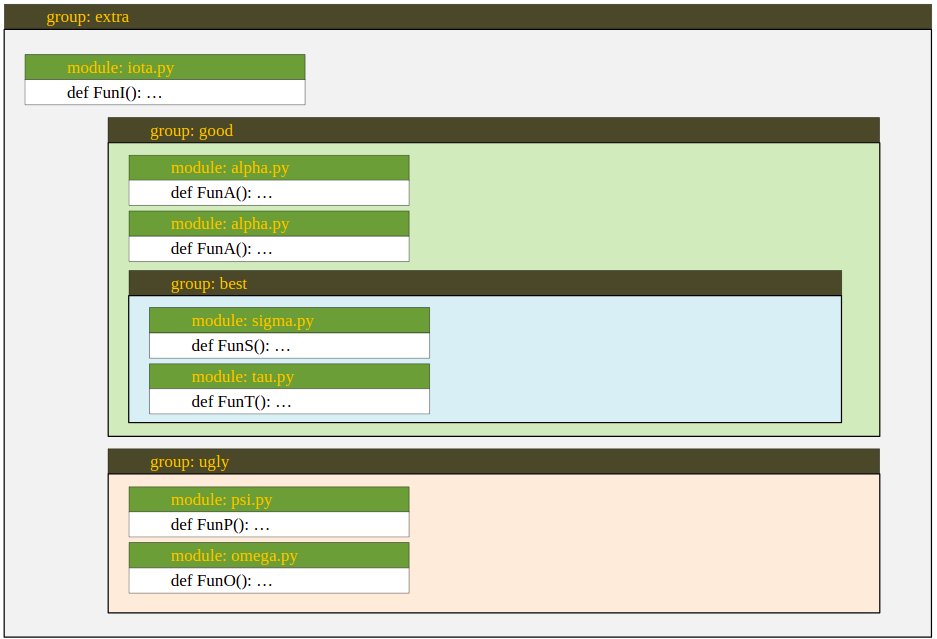 group: extra
module: iota.py
def FunI(): …
group: good
module: alpha.py
def FunA(): …
module: alpha.py
def FunA(): …
group: best
module: sigma.py
def FunS(): …
module: tau.py
def FunT(): …
group: ugly
module: psi.py
def FunP(): …
module: omega.py
def FunO(): …